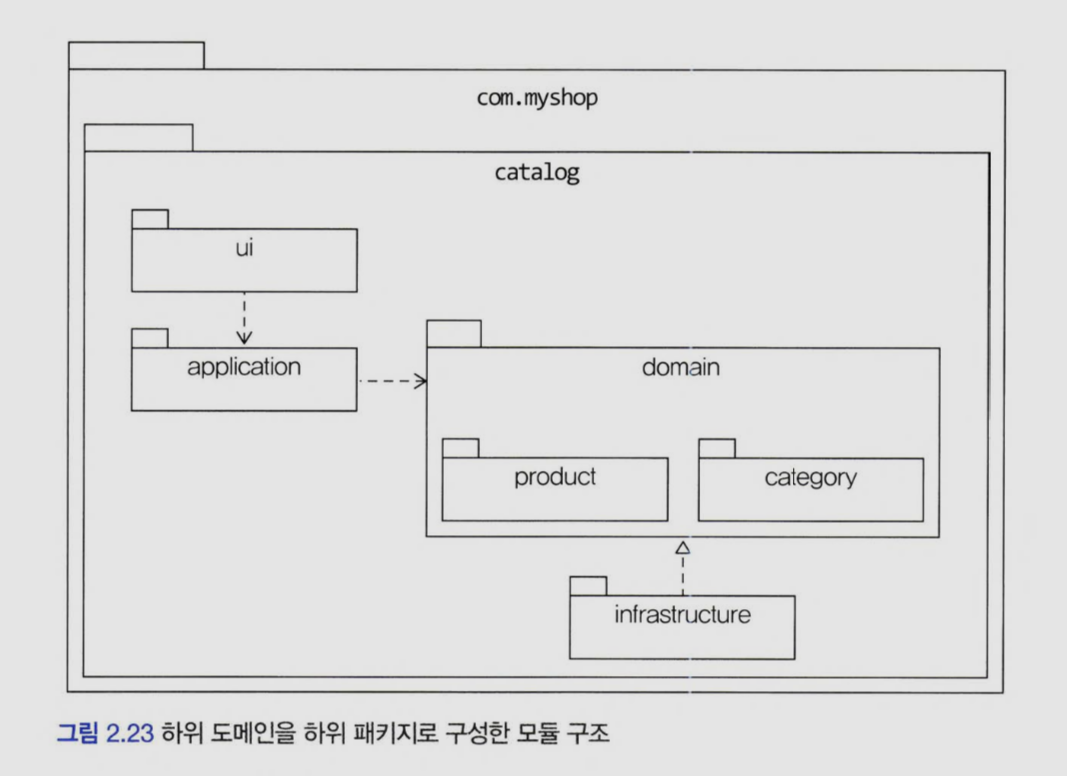 com.myshop
catalog
ui
application
domain
product
category
infrastructure
그림 2.23 하위 도메인을 하위 패키지로 구성한 모듈 구조